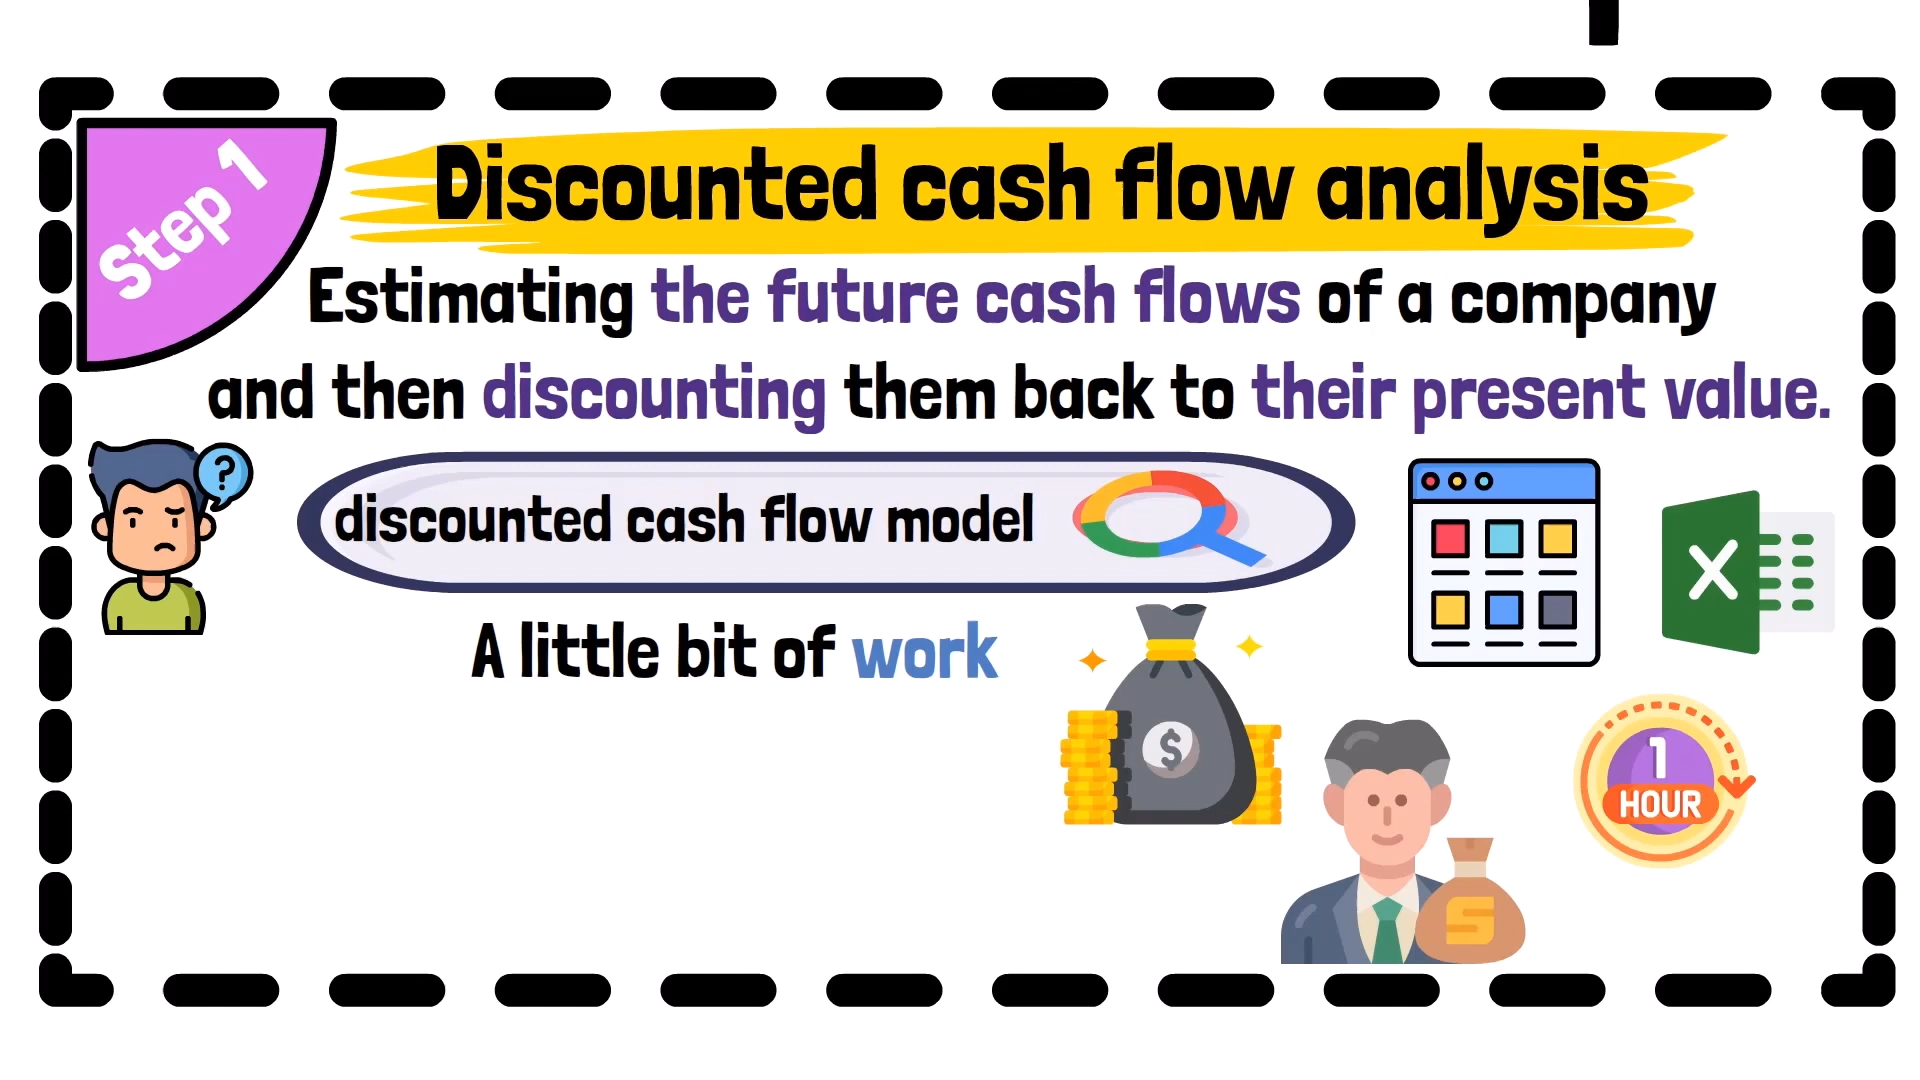 Step 1
Discounted cash flow analysis
Estimating the future cash flows of a company
and then discounting them back to their present value.
?
discounted cash flow model
X
A little bit of work
$
1
HOUR
S